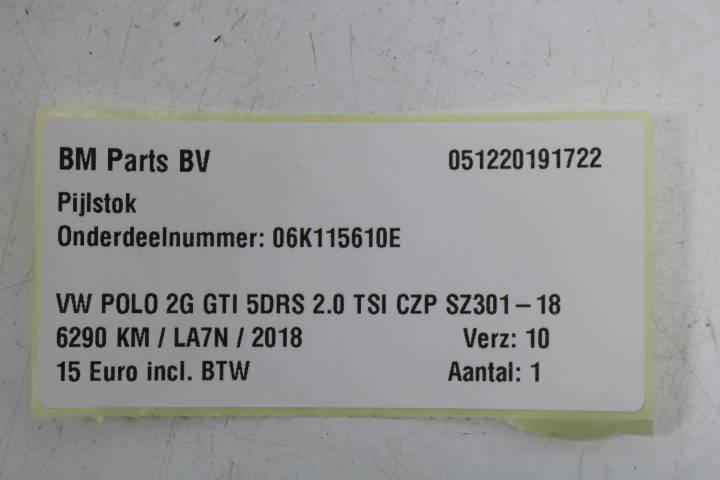 BM Parts BV 051220191722
Pijlstok
Onderdeelnummer: 06K115610E
VW POLO 2G GTI 5DRS 2.0 TSI CZP SZ301-18
6290 KM / LA7N / 2018 Verz: 10
15 Euro incl. BTW Aantal: 1